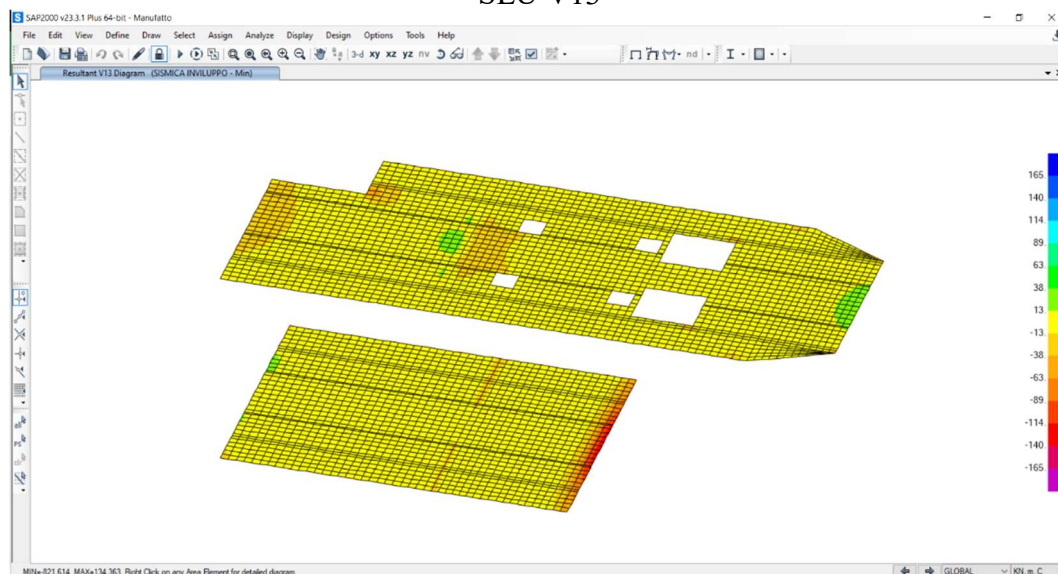 SAP2000 v23.3.1 Plus 64-bit - Manufatto
File Edit View Define Draw Select Assign Analyze Display Design Options Tools Help
3-d xy xz yz nv nd
Resultant V13 Diagram (SISMICA INVILUPPO - Min)
165.
140.
114.
89.
63.
38.
13.
-13.
-38.
-63.
-89.
-114.
-140.
-165.
MIN=-821.614, MAX=134.363, Right Click on any Area Element for detailed diagram
GLOBAL KN, m, C